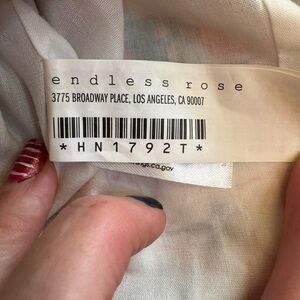 endless rose
3775 BROADWAY PLACE, LOS ANGELES, CA 90007
*HN1792T*